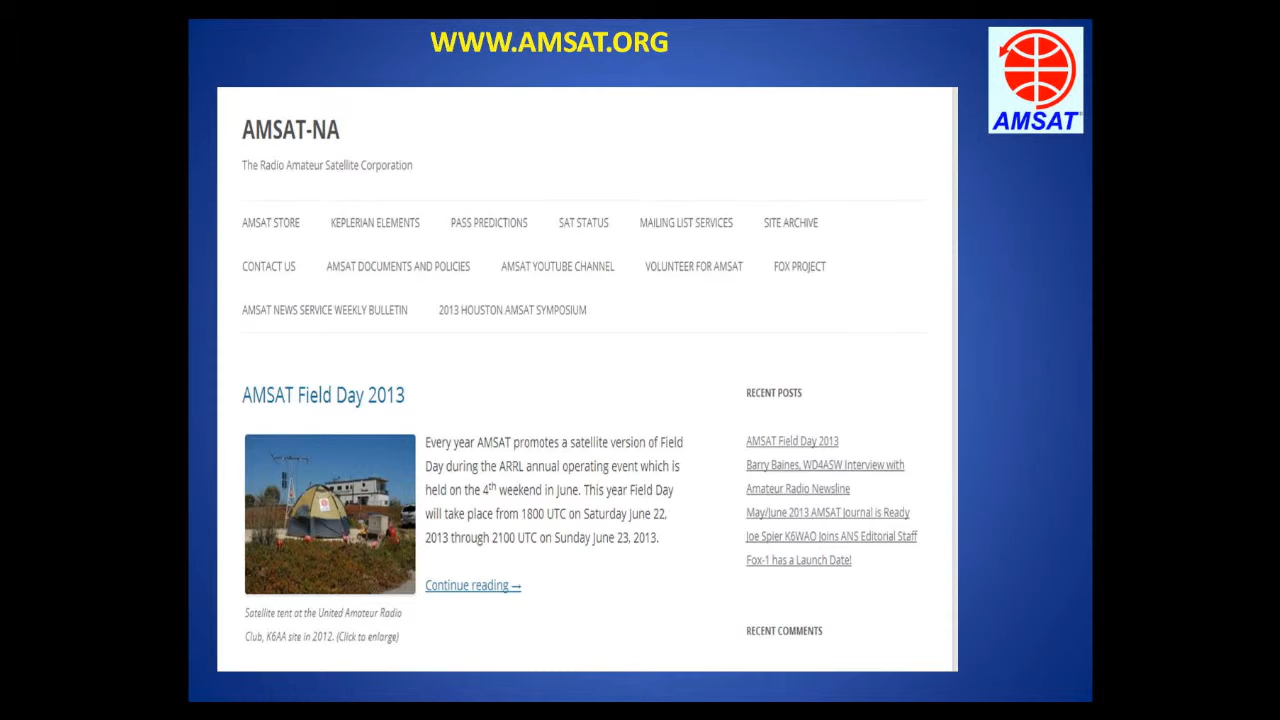 WWW.AMSAT.ORG
AMSAT®
AMSAT-NA
The Radio Amateur Satellite Corporation
AMSAT STORE KEPLERIAN ELEMENTS PASS PREDICTIONS SAT STATUS MAILING LIST SERVICES SITE ARCHIVE
CONTACT US AMSAT DOCUMENTS AND POLICIES AMSAT YOUTUBE CHANNEL VOLUNTEER FOR AMSAT FOX PROJECT
AMSAT NEWS SERVICE WEEKLY BULLETIN 2013 HOUSTON AMSAT SYMPOSIUM
AMSAT Field Day 2013
Every year AMSAT promotes a satellite version of Field
Day during the ARRL annual operating event which is
held on the 4th weekend in June. This year Field Day
will take place from 1800 UTC on Saturday June 22,
2013 through 2100 UTC on Sunday June 23, 2013.
Continue reading →
Satellite tent at the United Amateur Radio
Club, K6AA site in 2012. (Click to enlarge)
RECENT POSTS
AMSAT Field Day 2013
Barry Baines, WD4ASW Interview with
Amateur Radio Newsline
May/June 2013 AMSAT Journal is Ready
Joe Spier K6WAO Joins ANS Editorial Staff
Fox-1 has a Launch Date!
RECENT COMMENTS